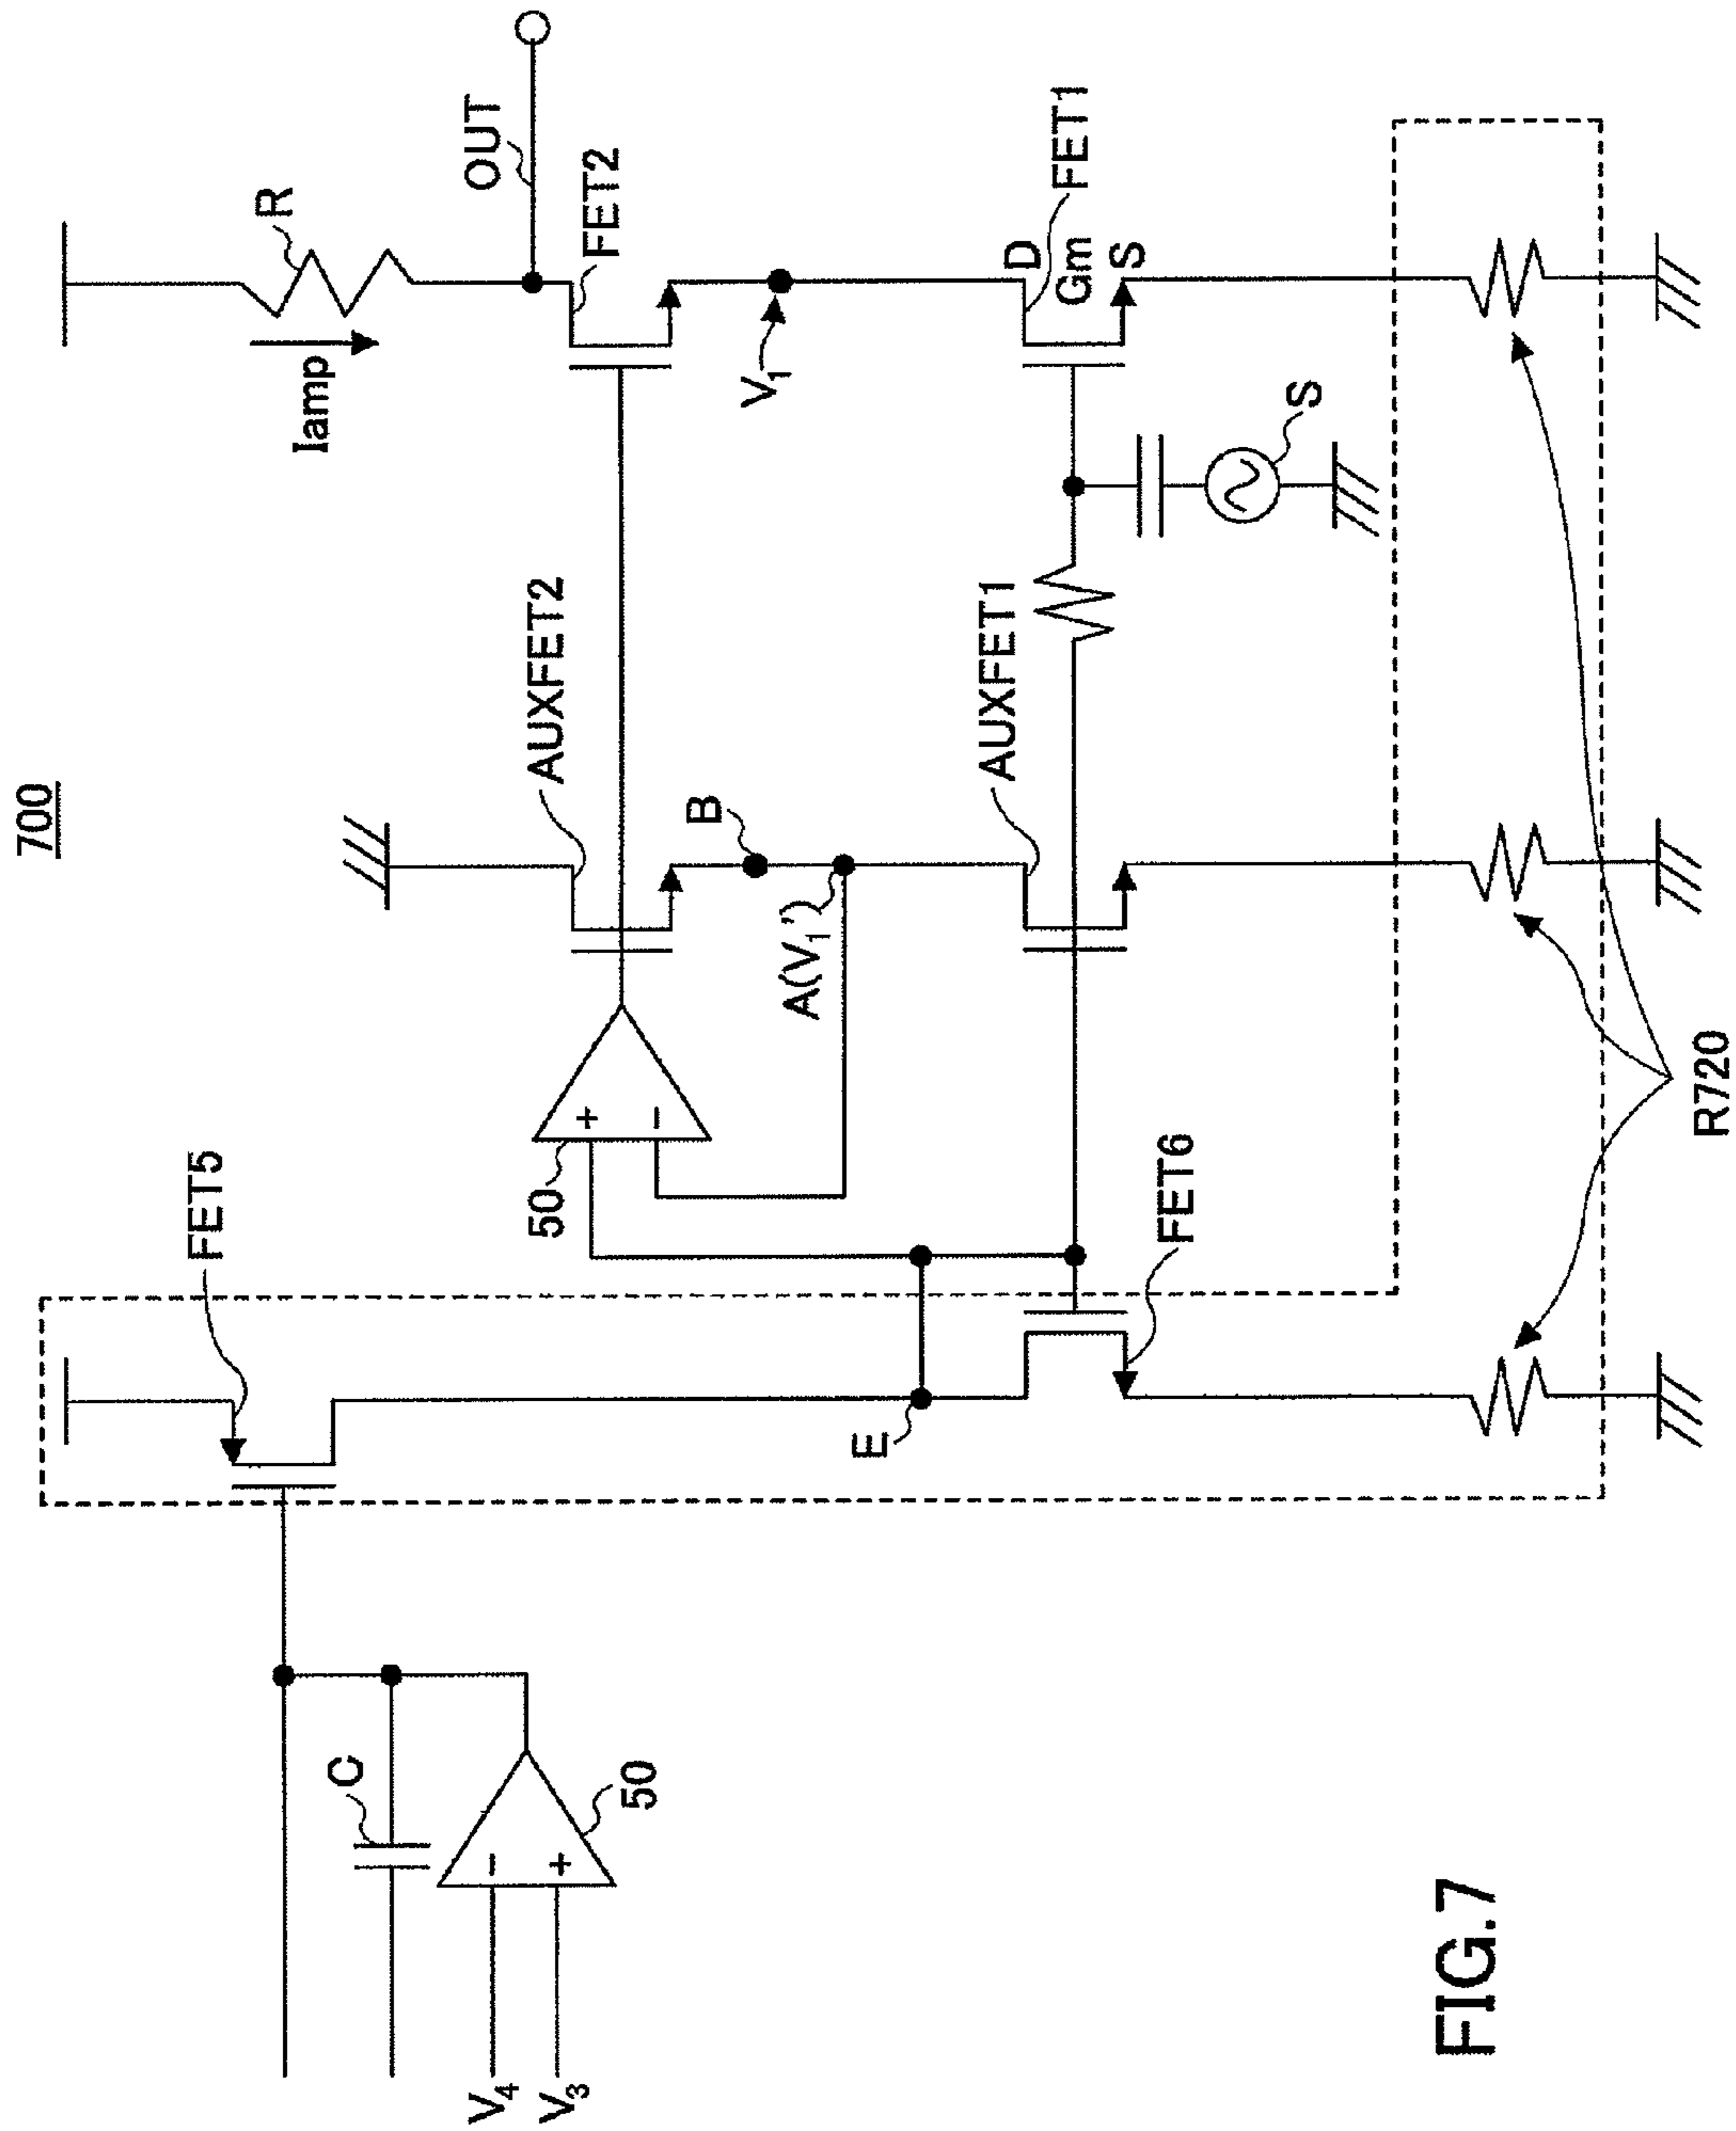 700
R
OUT
Iamp
FET2
AUXFET2
V1
B
A(V1')
D
Gm
S
FET1
S
AUXFET1
50
+
−
FET5
E
FET6
R720
C
50
−
+
V4
V3
FIG.7